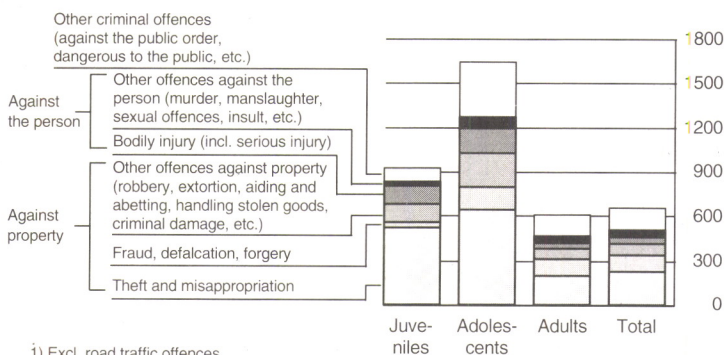 Other criminal offences
(against the public order,
dangerous to the public, etc.)
Against
the person
Other offences against the
person (murder, manslaughter,
sexual offences, insult, etc.)
Bodily injury (incl. serious injury)
Against
property
Other offences against property
(robbery, extortion, aiding and
abetting, handling stolen goods,
criminal damage, etc.)
Fraud, defalcation, forgery
Theft and misappropriation
1800
1500
1200
900
600
300
0
Juve-
niles
Adoles-
cents
Adults
Total
1) Excl. road traffic offences